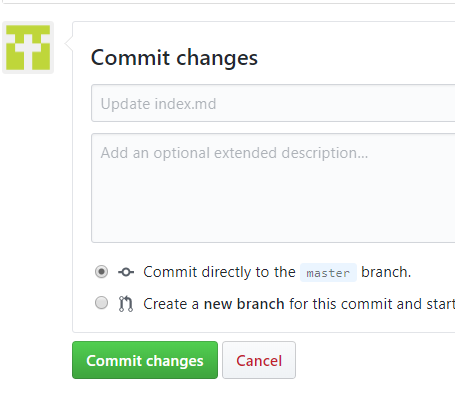 Commit changes
Update index.md
Add an optional extended description...
Commit directly to the master branch.
Create a new branch for this commit and start
Commit changes
Cancel